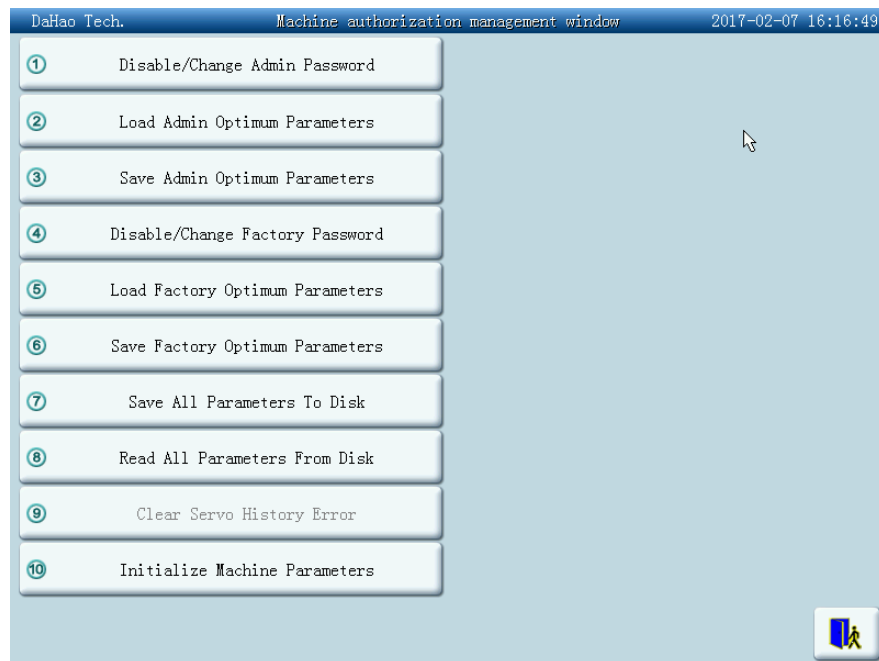 DaHao Tech. Machine authorization management window 2017-02-07 16:16:49
1 Disable/Change Admin Password
2 Load Admin Optimum Parameters
3 Save Admin Optimum Parameters
4 Disable/Change Factory Password
5 Load Factory Optimum Parameters
6 Save Factory Optimum Parameters
7 Save All Parameters To Disk
8 Read All Parameters From Disk
9 Clear Servo History Error
10 Initialize Machine Parameters